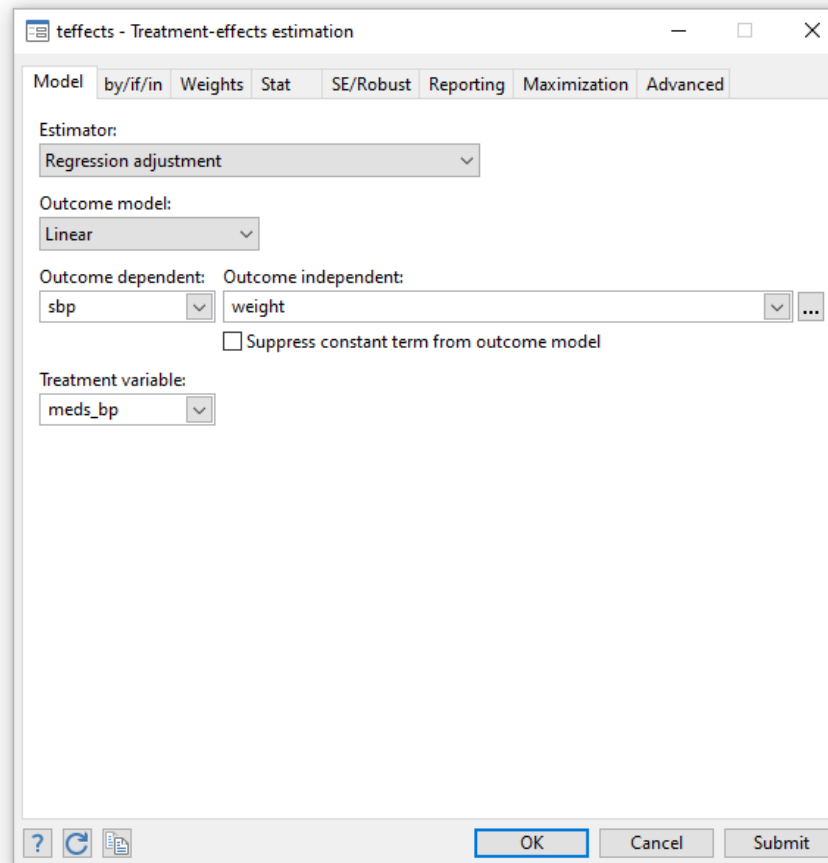 teffects - Treatment-effects estimation
Model by/if/in Weights Stat SE/Robust Reporting Maximization Advanced
Estimator:
Regression adjustment
Outcome model:
Linear
Outcome dependent: Outcome independent:
sbp weight ...
Suppress constant term from outcome model
Treatment variable:
meds_bp
? OK Cancel Submit